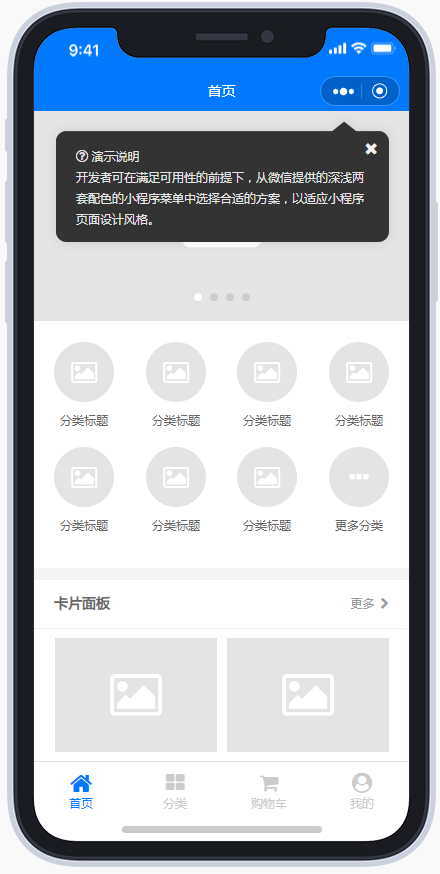 9:41
首页
演示说明
开发者可在满足可用性的前提下，从微信提供的深浅两
套配色的小程序菜单中选择合适的方案，以适应小程序
页面设计风格。
分类标题 分类标题 分类标题 分类标题
分类标题 分类标题 分类标题 更多分类
卡片面板 更多
首页 分类 购物车 我的